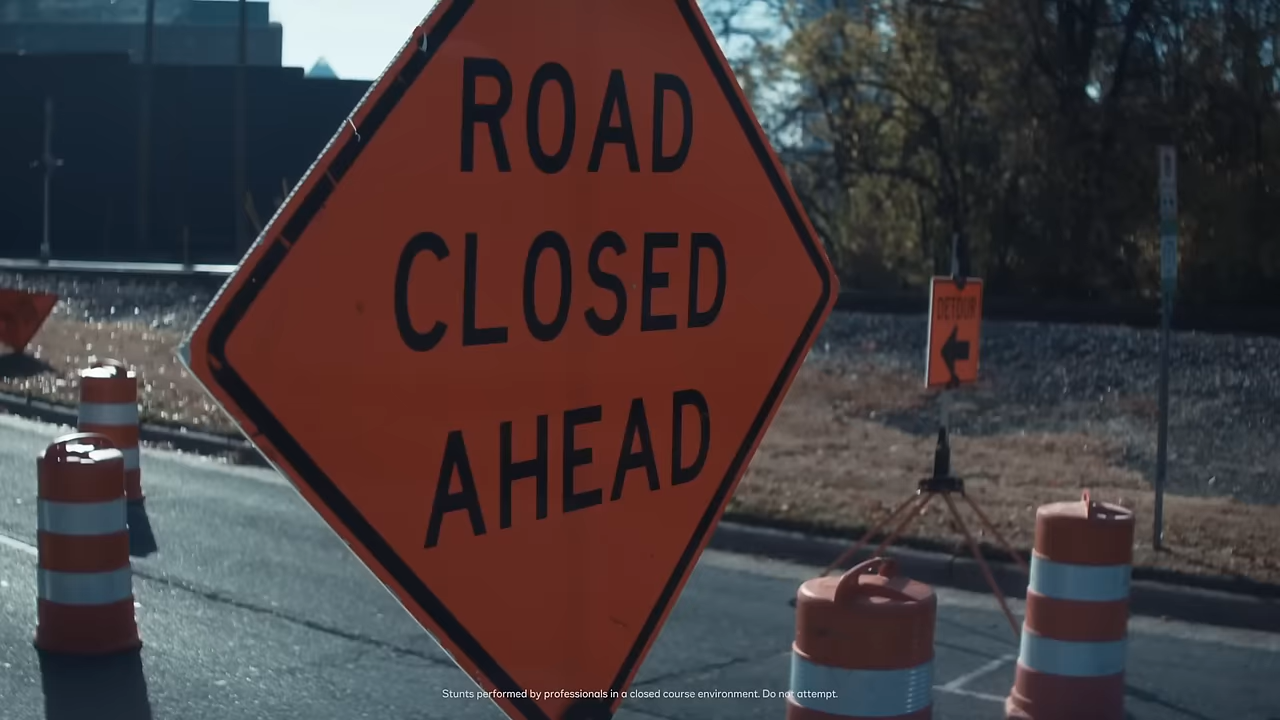 ROAD
CLOSED
AHEAD
DETOUR
Stunts performed by professionals in a closed course environment. Do not attempt.